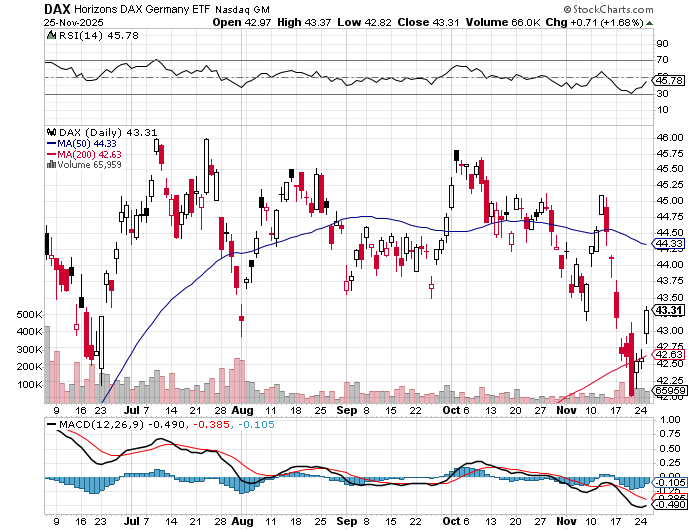 DAX Horizons DAX Germany ETF Nasdaq GM © StockCharts.com
25-Nov-2025 Open 42.97 High 43.37 Low 42.82 Close 43.31 Volume 66.0K Chg +0.71 (+1.68%)
RSI(14) 45.78
90
70
50
45.78
30
10
DAX (Daily) 43.31
MA(50) 44.33
MA(200) 42.63
Volume 65,959
46.00
45.75
45.50
45.25
45.00
44.75
44.50
44.33
44.00
43.75
43.50
43.31
43.00
42.75
42.63
42.50
42.25
65959
42.00
500K
400K
300K
200K
100K
9 16 23 Jul 7 14 21 28 Aug 11 18 25 Sep 8 15 22 Oct 6 13 20 27 Nov 10 17 24
MACD(12,26,9) -0.490, -0.385, -0.105
1.00
0.75
0.50
0.25
0.00
-0.105
-0.25
-0.385
-0.490
9 16 23 Jul 7 14 21 28 Aug 11 18 25 Sep 8 15 22 Oct 6 13 20 27 Nov 10 17 24